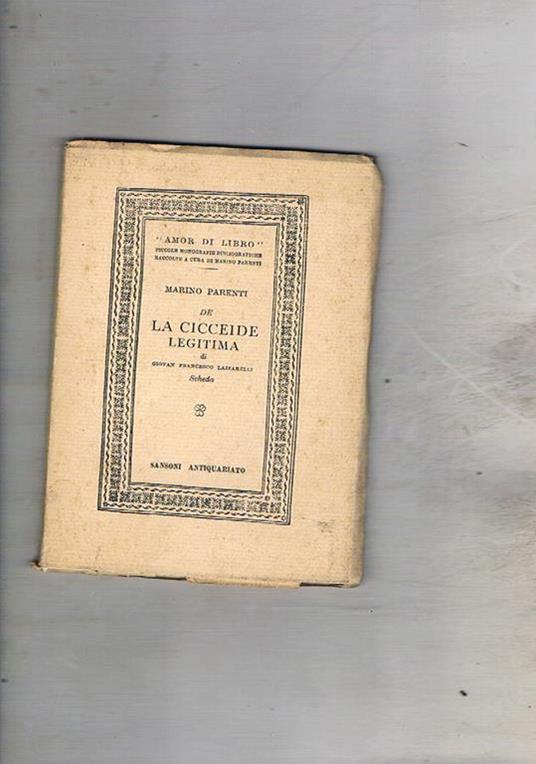 "AMOR DI LIBRO"
PICCOLE MONOGRAFIE BIBLIOGRAFICHE
RACCOLTE A CURA DI MARINO PARENTI
MARINO PARENTI
DE
LA CICCEIDE
LEGITIMA
di
GIOVAN FRANCESCO LAZZARELLI
Scheda
SANSONI ANTIQUARIATO